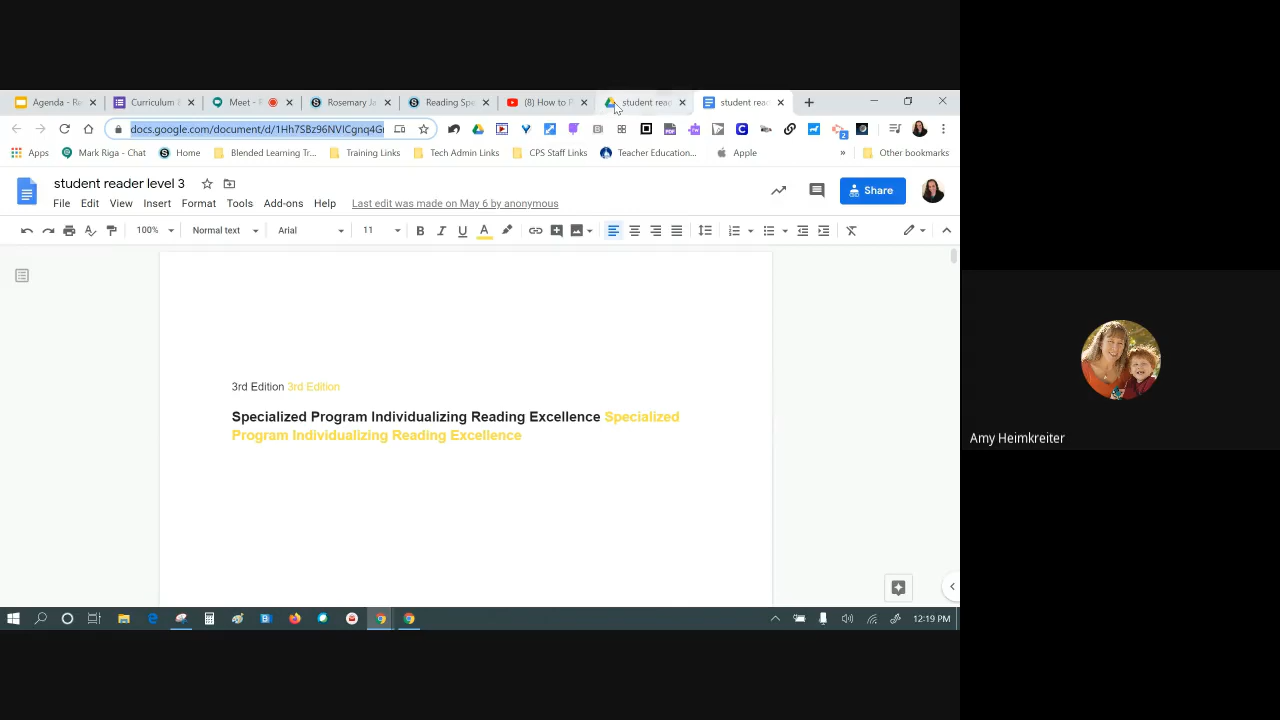 Agenda - Re
Curriculum
Meet -
Rosemary Ja
Reading Spe
(8) How to P
student read
student read
docs.google.com/document/d/1Hh7SBz96NVlCgnq4G
Apps
Mark Riga - Chat
Home
Blended Learning Tr...
Training Links
Tech Admin Links
CPS Staff Links
Teacher Education...
Apple
»
Other bookmarks
student reader level 3
File Edit View Insert Format Tools Add-ons Help Last edit was made on May 6 by anonymous
Share
100% Normal text Arial 11 B I U A
3rd Edition 3rd Edition
Specialized Program Individualizing Reading Excellence Specialized
Program Individualizing Reading Excellence
Amy Heimkreiter
12:19 PM